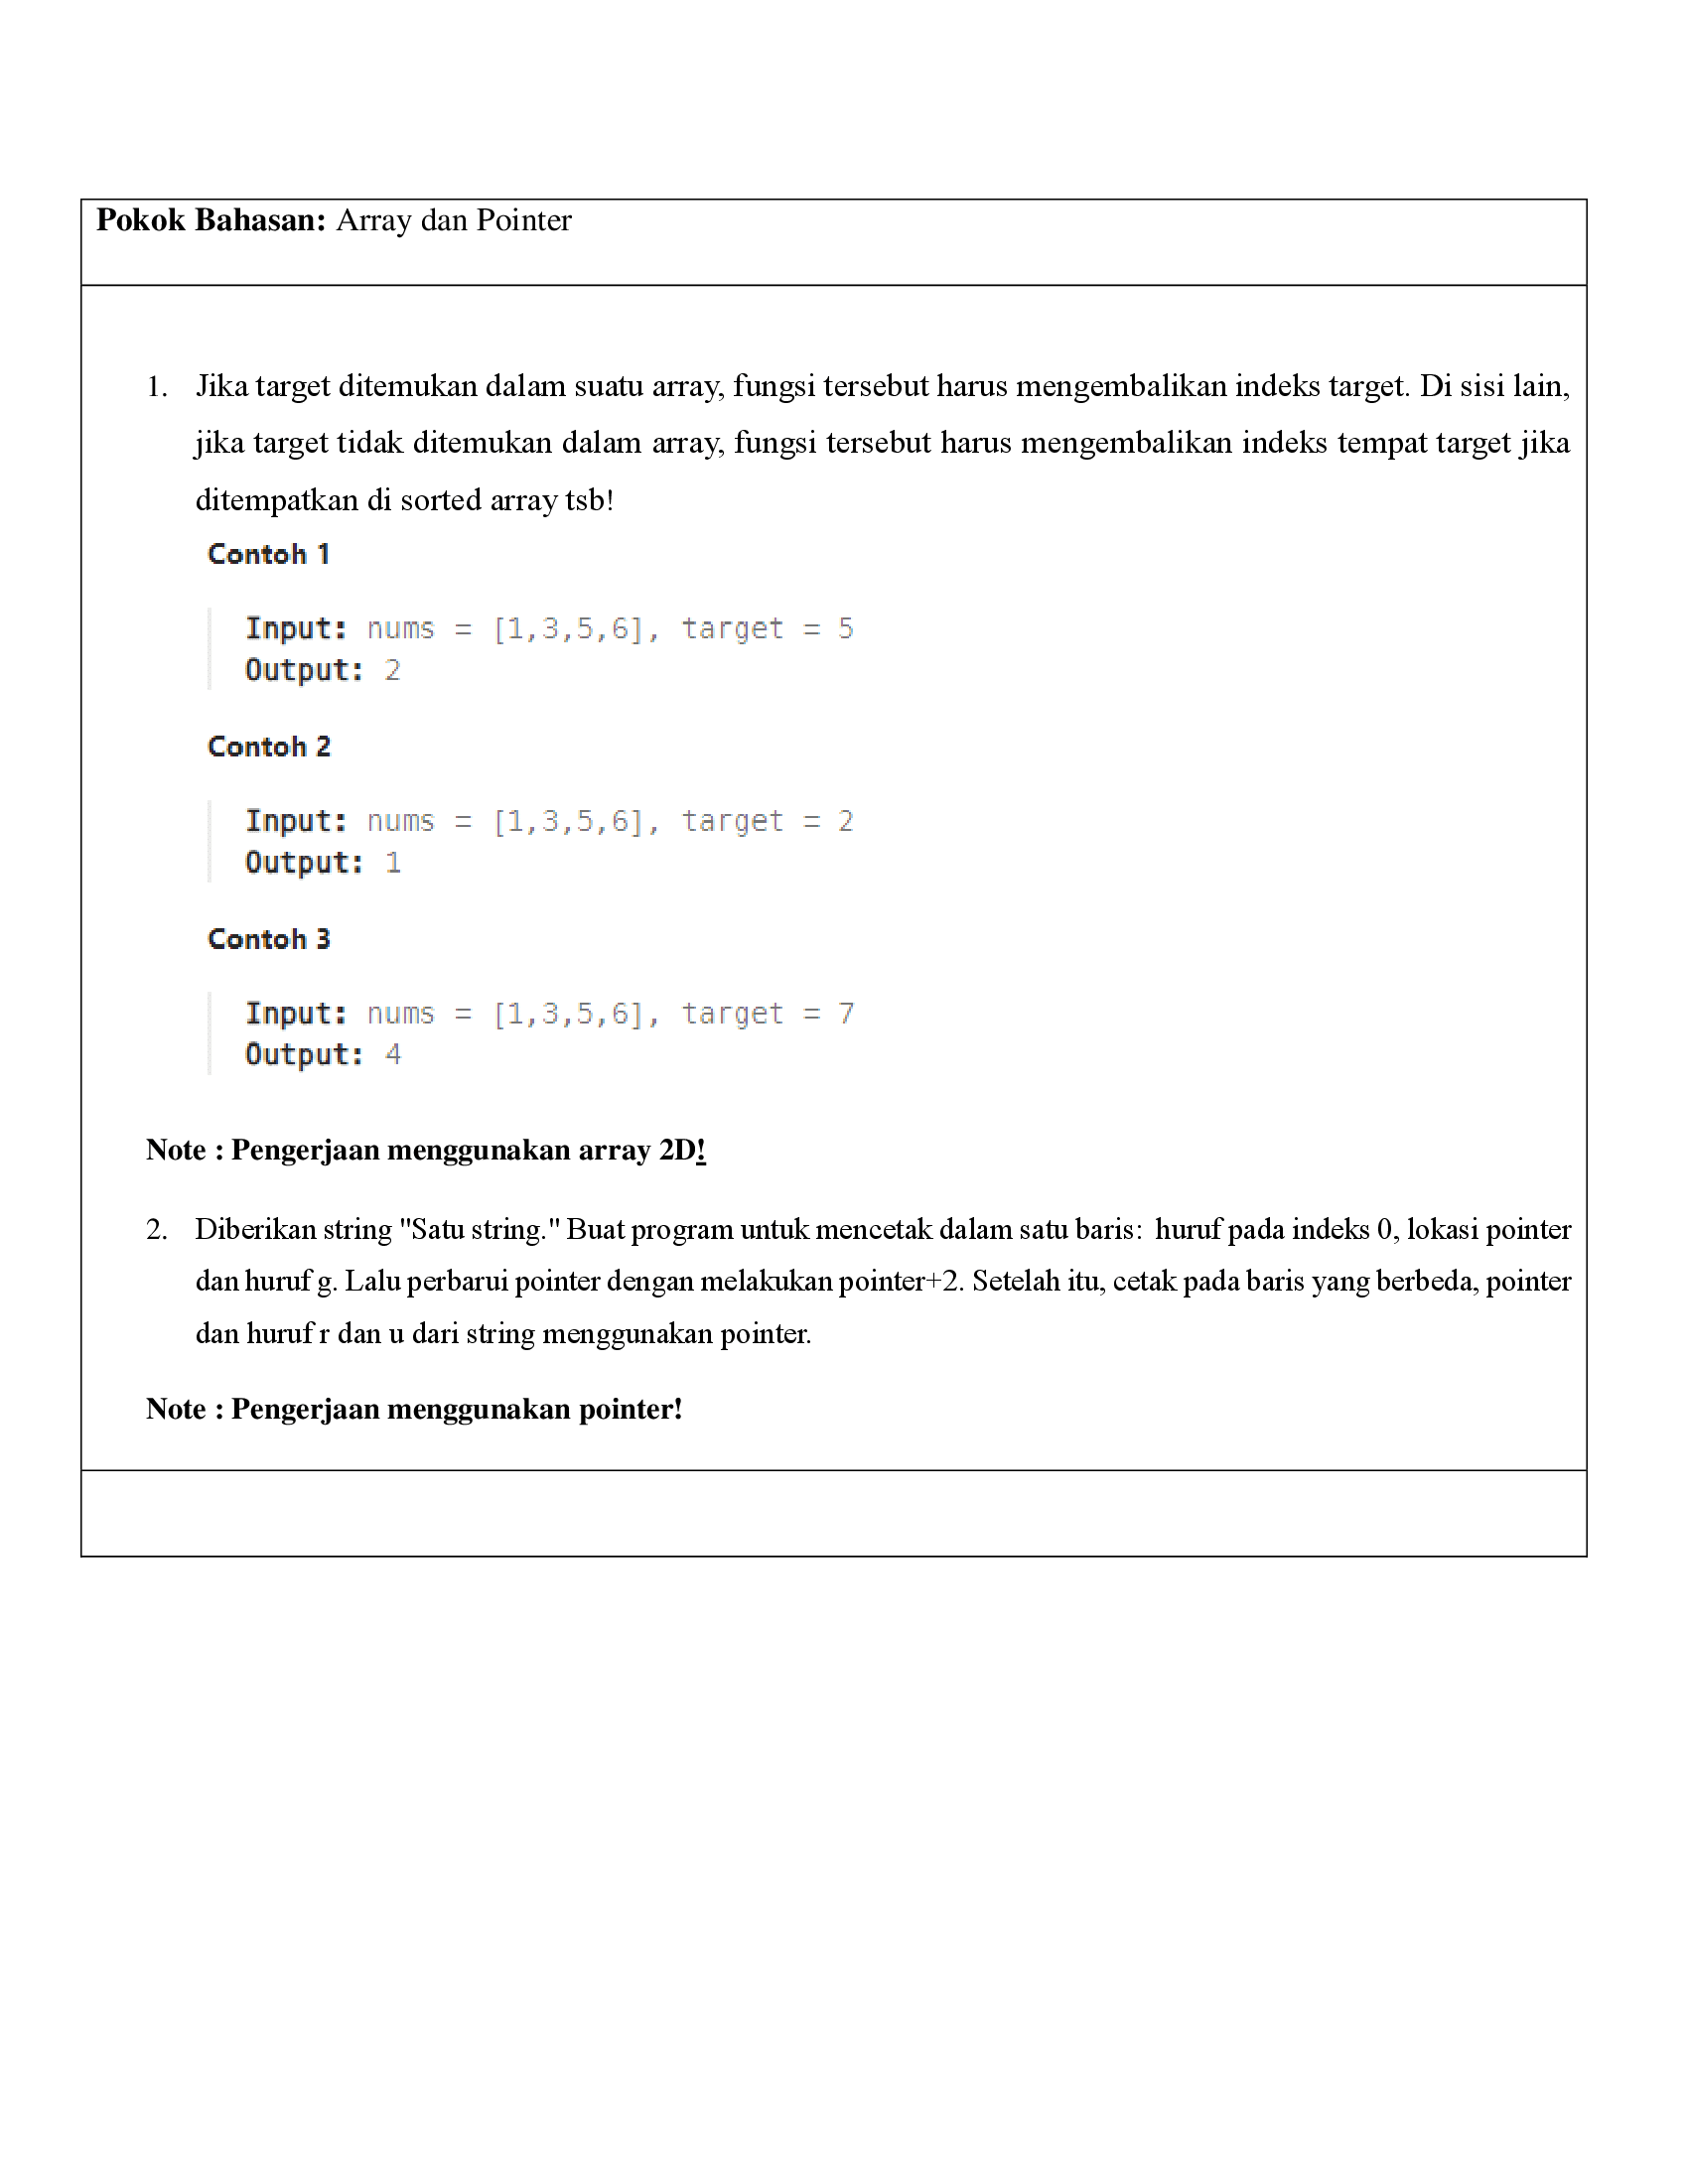 Pokok Bahasan: Array dan Pointer
1. Jika target ditemukan dalam suatu array, fungsi tersebut harus mengembalikan indeks target. Di sisi lain,
jika target tidak ditemukan dalam array, fungsi tersebut harus mengembalikan indeks tempat target jika
ditempatkan di sorted array tsb!
Contoh 1
Input: nums = [1,3,5,6], target = 5
Output: 2
Contoh 2
Input: nums = [1,3,5,6], target = 2
Output: 1
Contoh 3
Input: nums = [1,3,5,6], target = 7
Output: 4
Note : Pengerjaan menggunakan array 2D!
2. Diberikan string "Satu string." Buat program untuk mencetak dalam satu baris: huruf pada indeks 0, lokasi pointer
dan huruf g. Lalu perbarui pointer dengan melakukan pointer+2. Setelah itu, cetak pada baris yang berbeda, pointer
dan huruf r dan u dari string menggunakan pointer.
Note : Pengerjaan menggunakan pointer!